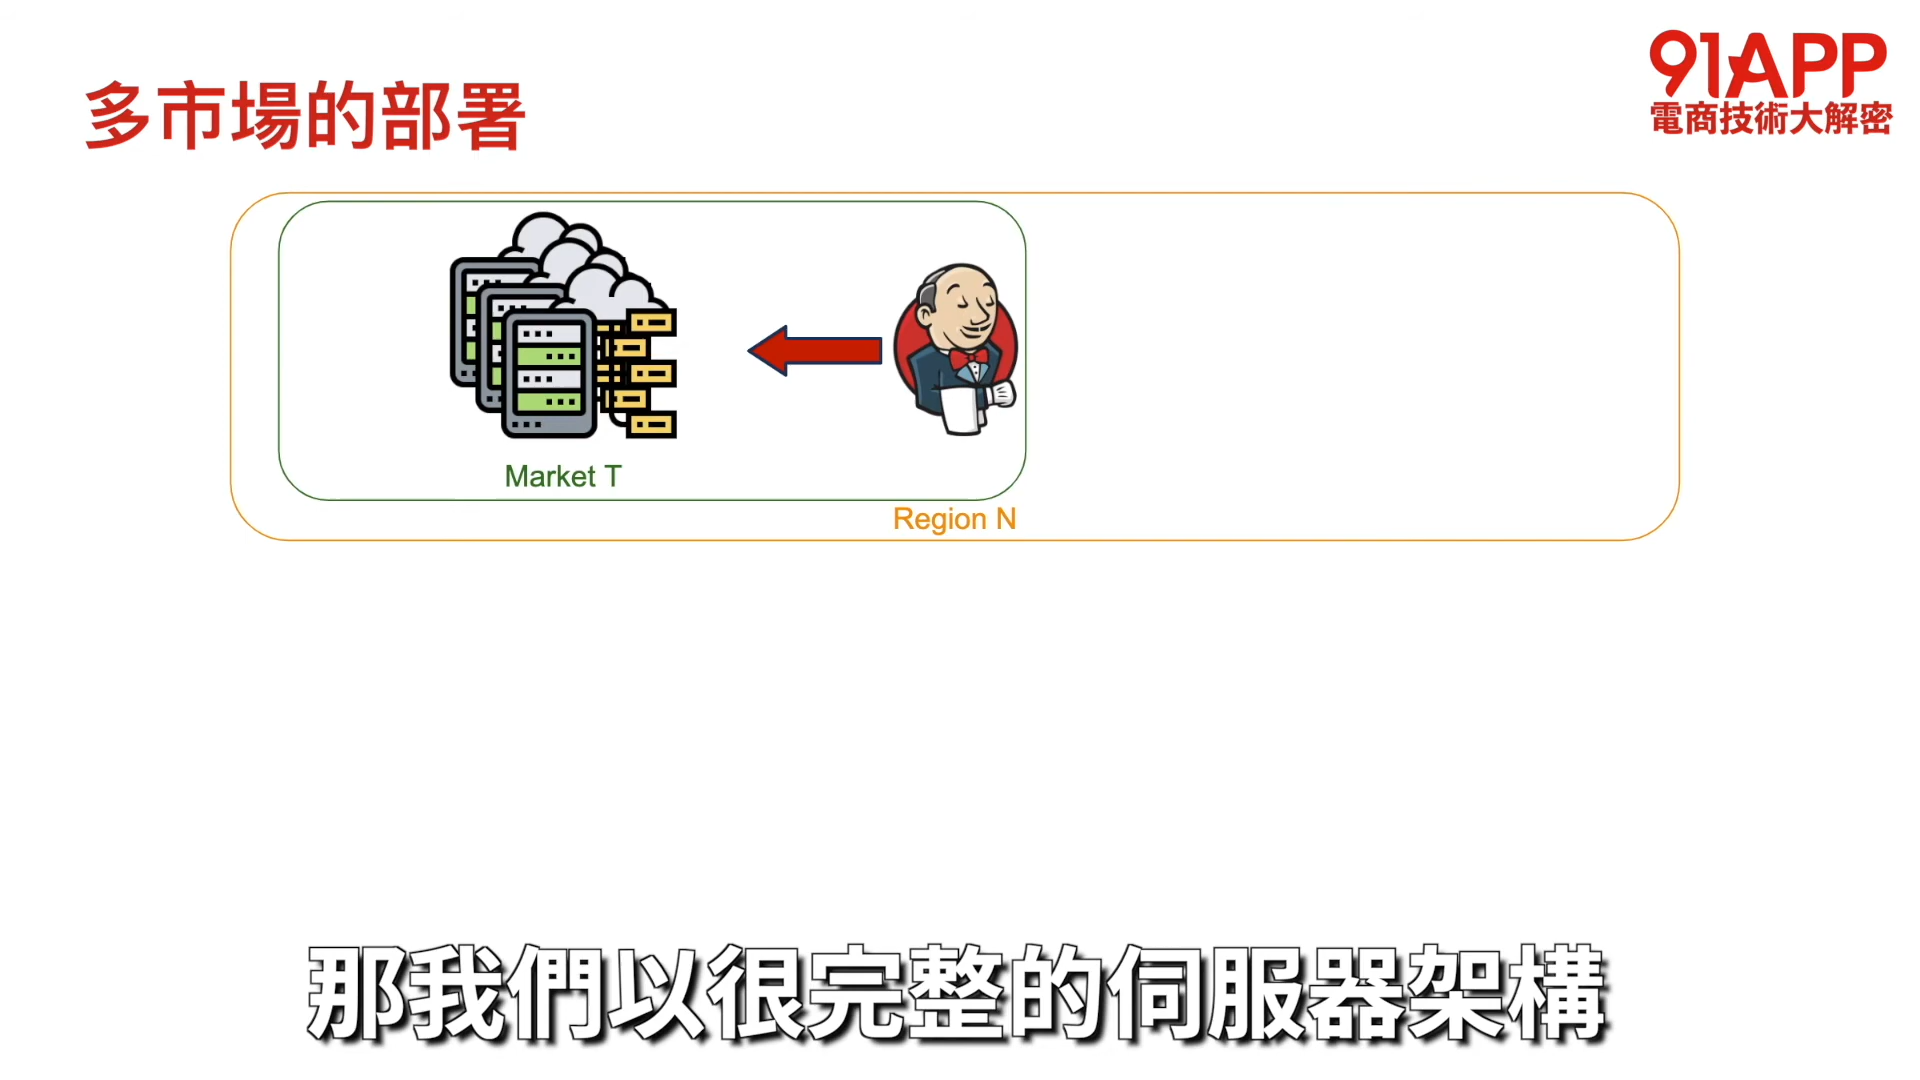 91APP
電商技術大解密
多市場的部署
Market T
Region N
那我們以很完整的伺服器架構